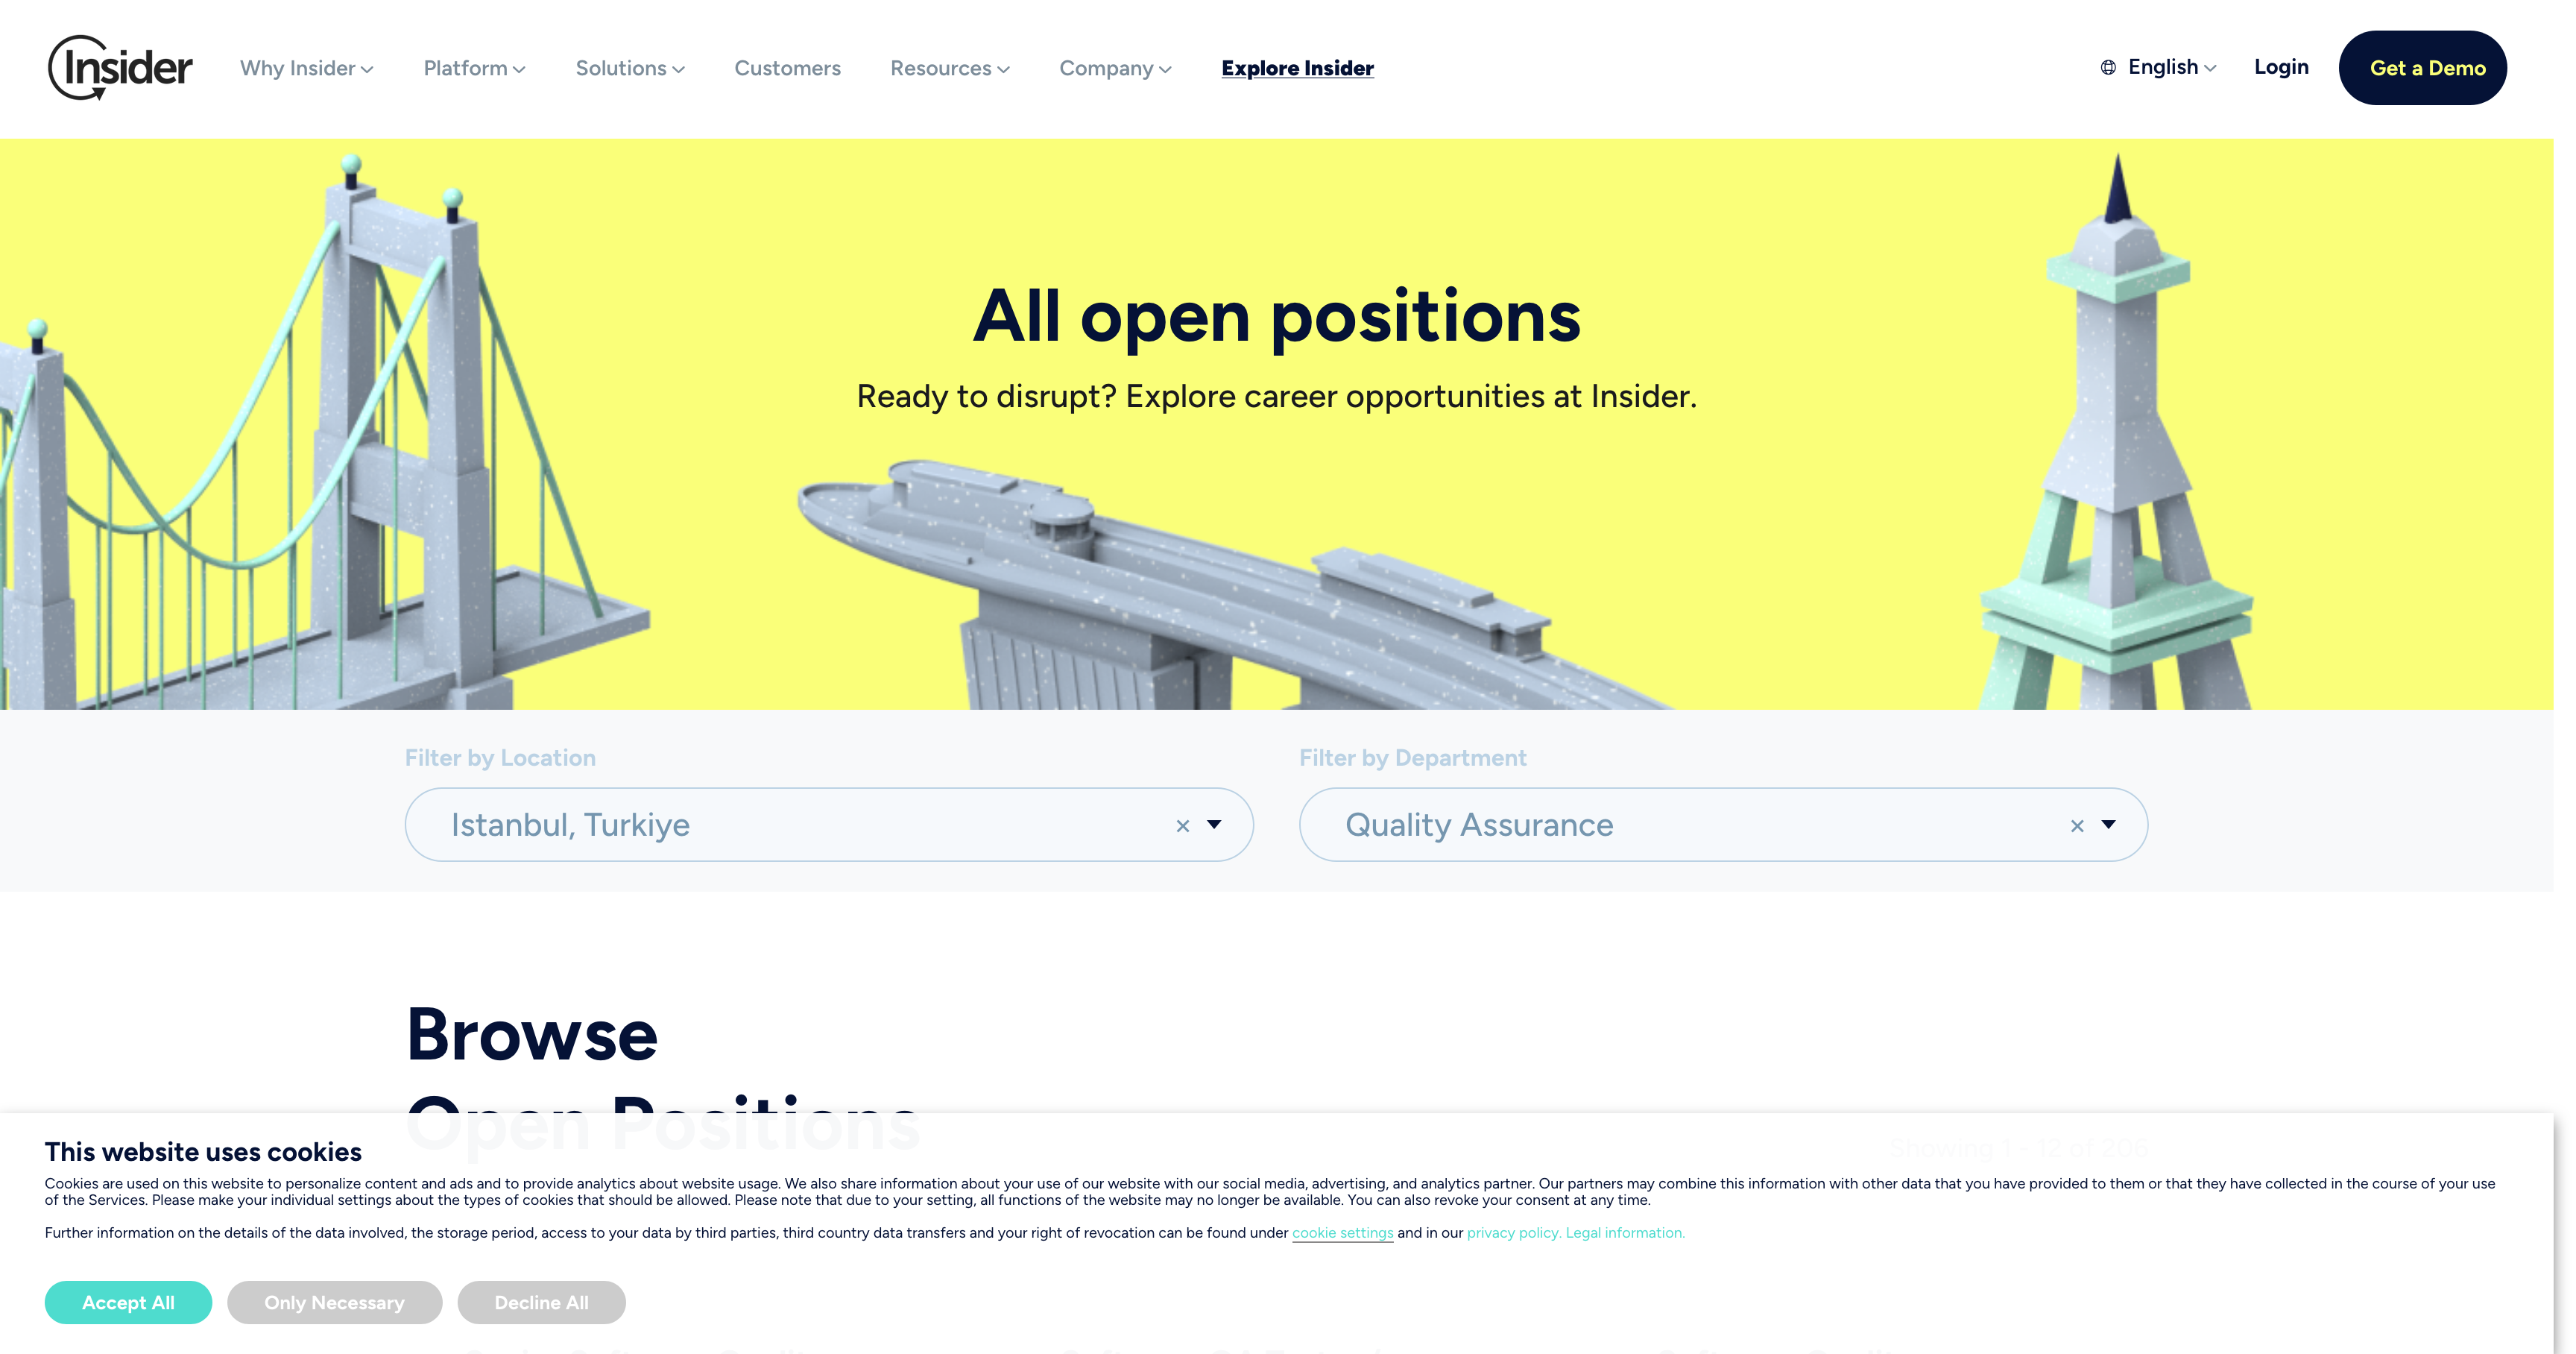 Insider
Why Insider
Platform
Solutions
Customers
Resources
Company
Explore Insider
English
Login
Get a Demo
All open positions
Ready to disrupt? Explore career opportunities at Insider.
Filter by Location
Filter by Department
Istanbul, Turkiye
Quality Assurance
Browse
Open Positions
Showing 1 - 12 of 206
This website uses cookies
Cookies are used on this website to personalize content and ads and to provide analytics about website usage. We also share information about your use of our website with our social media, advertising, and analytics partner. Our partners may combine this information with other data that you have provided to them or that they have collected in the course of your use
of the Services. Please make your individual settings about the types of cookies that should be allowed. Please note that due to your setting, all functions of the website may no longer be available. You can also revoke your consent at any time.
Further information on the details of the data involved, the storage period, access to your data by third parties, third country data transfers and your right of revocation can be found under cookie settings and in our privacy policy. Legal information.
Accept All
Only Necessary
Decline All